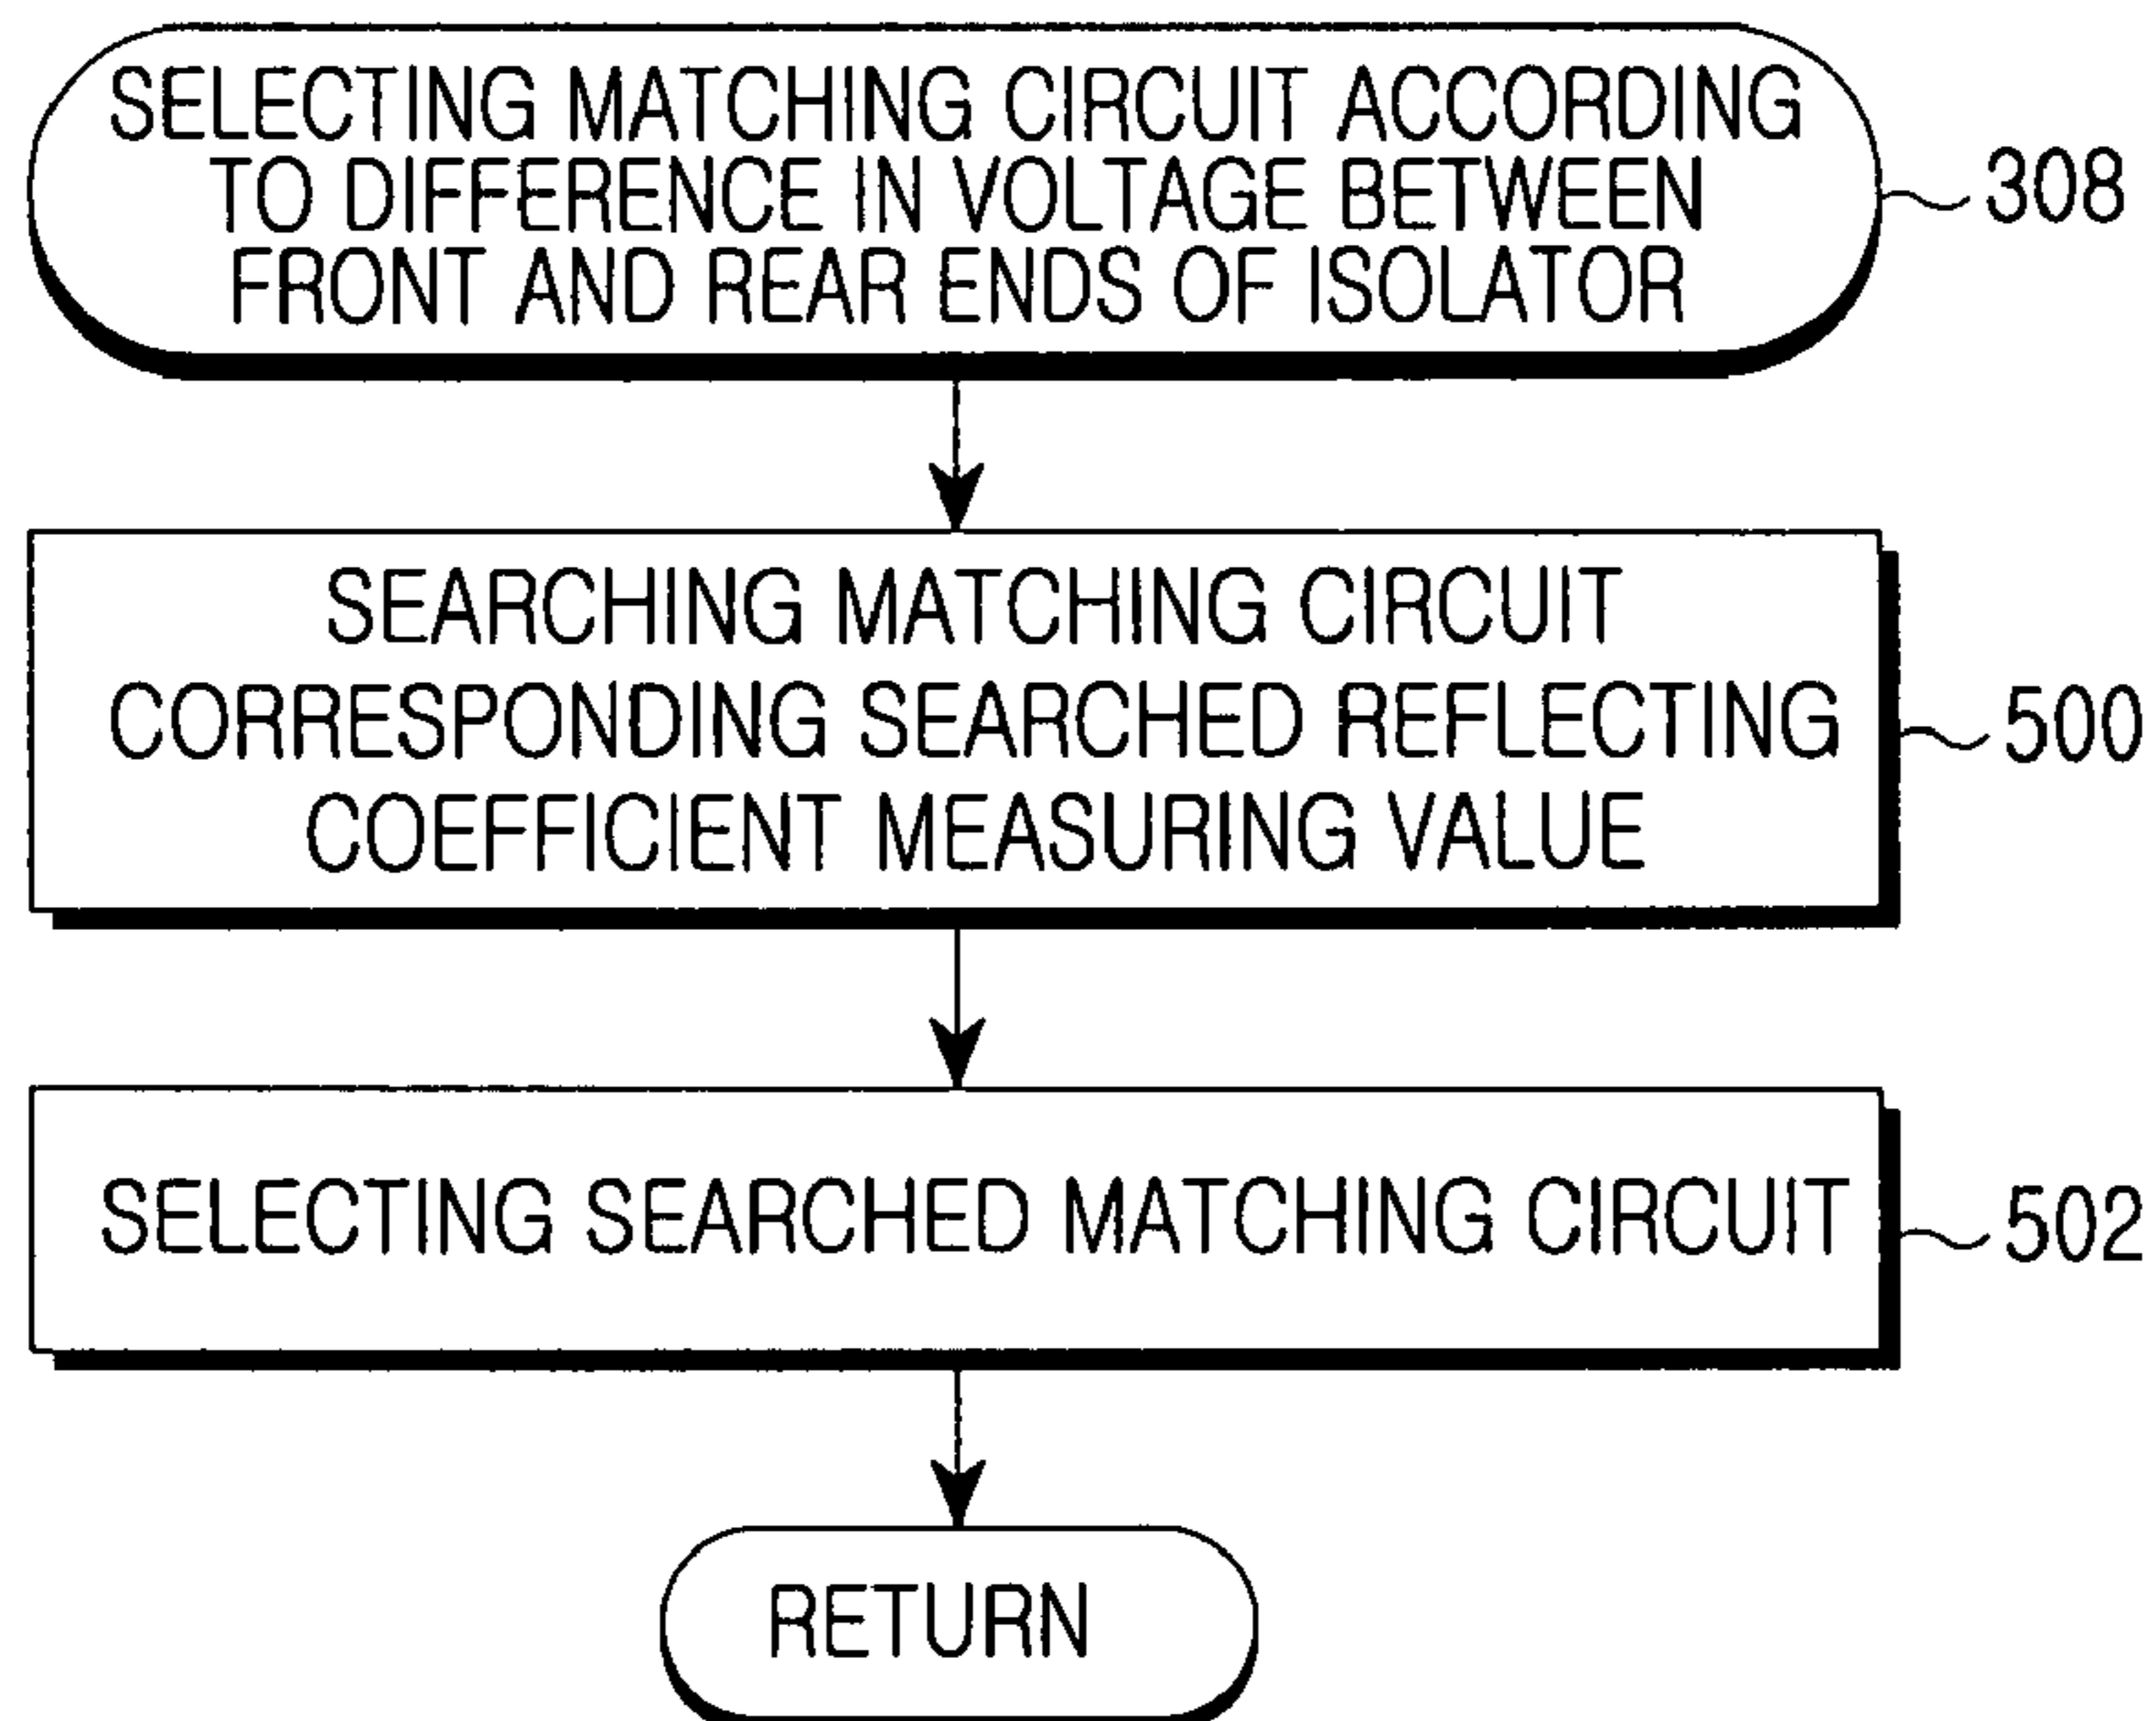 SELECTING MATCHING CIRCUIT ACCORDING
TO DIFFERENCE IN VOLTAGE BETWEEN
FRONT AND REAR ENDS OF ISOLATOR
308
SEARCHING MATCHING CIRCUIT
CORRESPONDING SEARCHED REFLECTING
COEFFICIENT MEASURING VALUE
500
SELECTING SEARCHED MATCHING CIRCUIT
502
RETURN